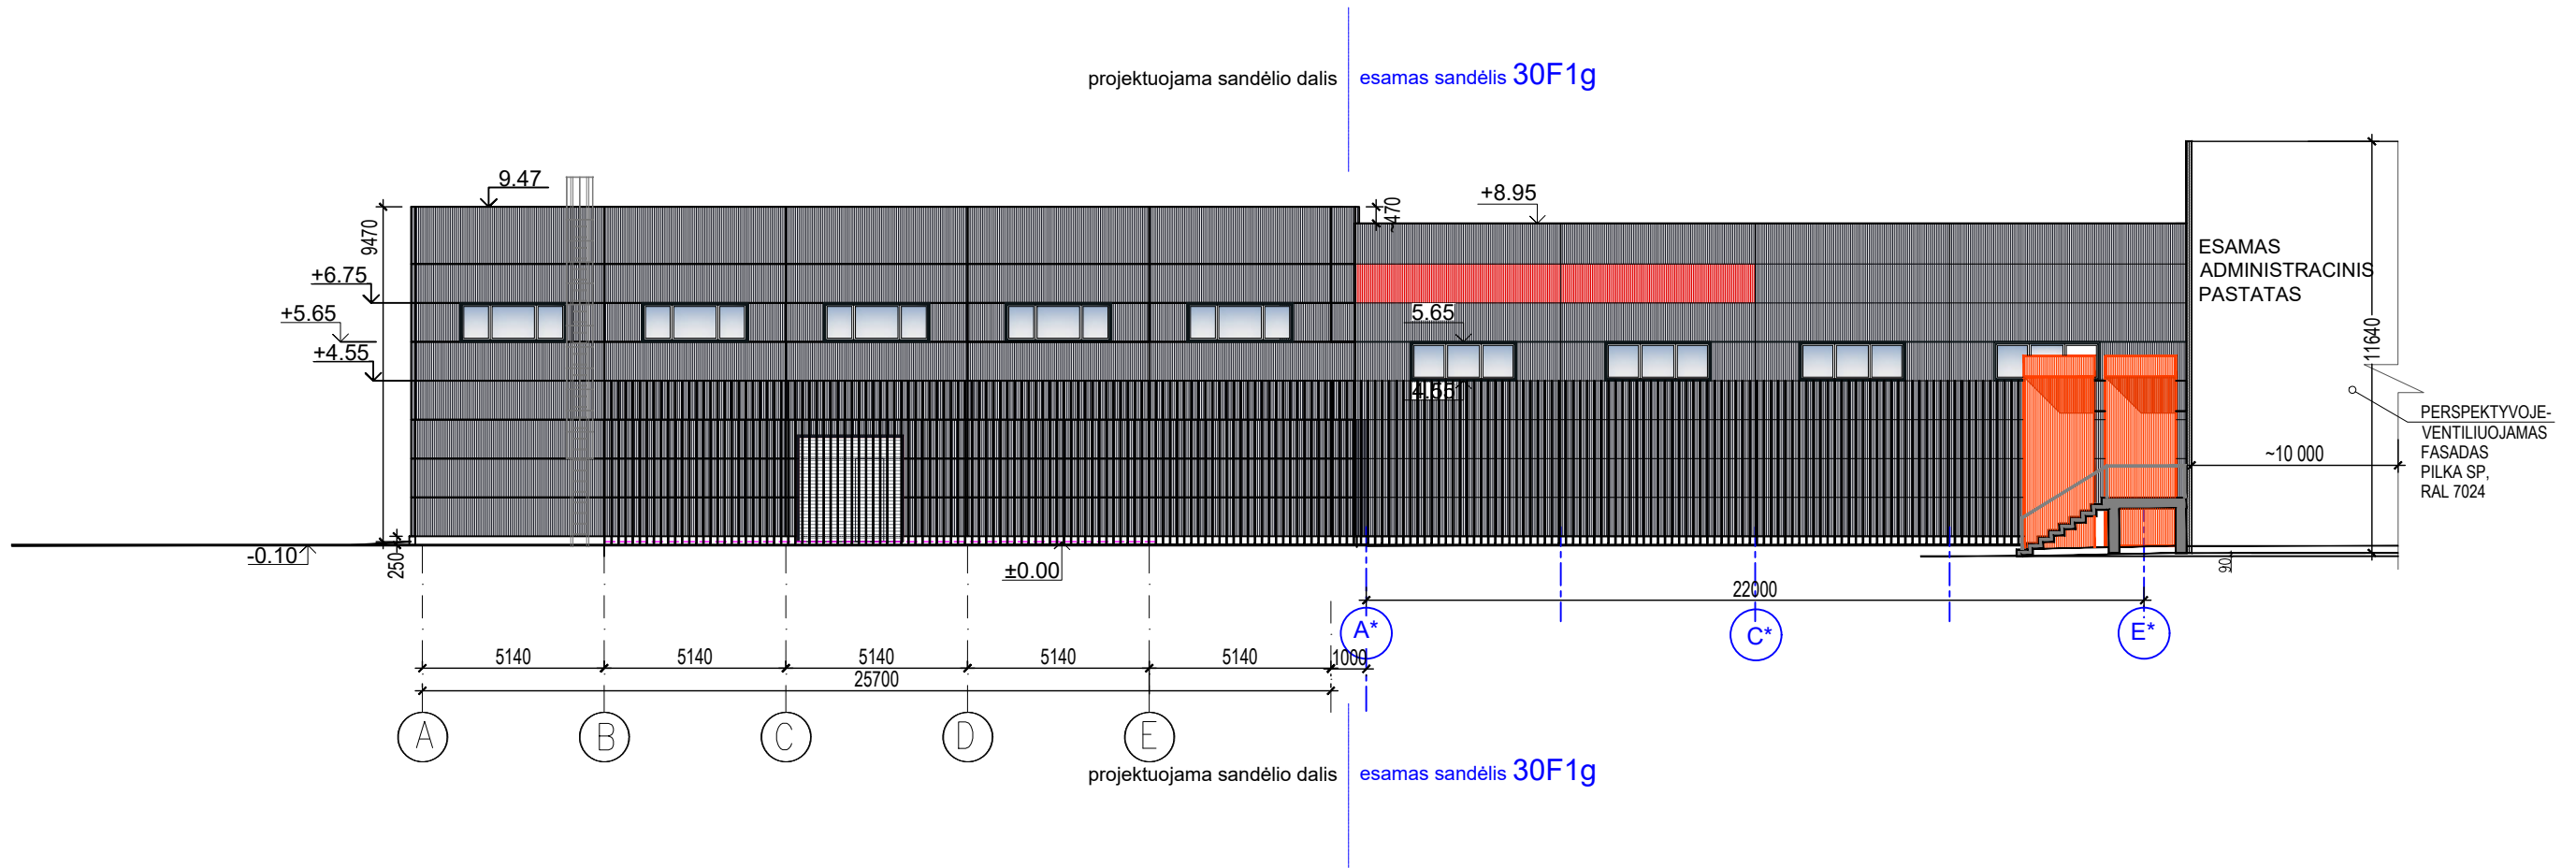 projektuojama sandėlio dalis
esamas sandėlis 30F1g
9.47
+8.95
~470
9470
ESAMAS
ADMINISTRACINIS
PASTATAS
+6.75
+5.65
5.65
+4.55
11640
4.65
PERSPEKTYVOJE-
VENTILIUOJAMAS
FASADAS
PILKA SP,
RAL 7024
~10 000
-0.10
250
±0.00
90
22000
A*
C*
E*
5140
5140
5140
5140
5140
1000
25700
A
B
C
D
E
projektuojama sandėlio dalis
esamas sandėlis 30F1g